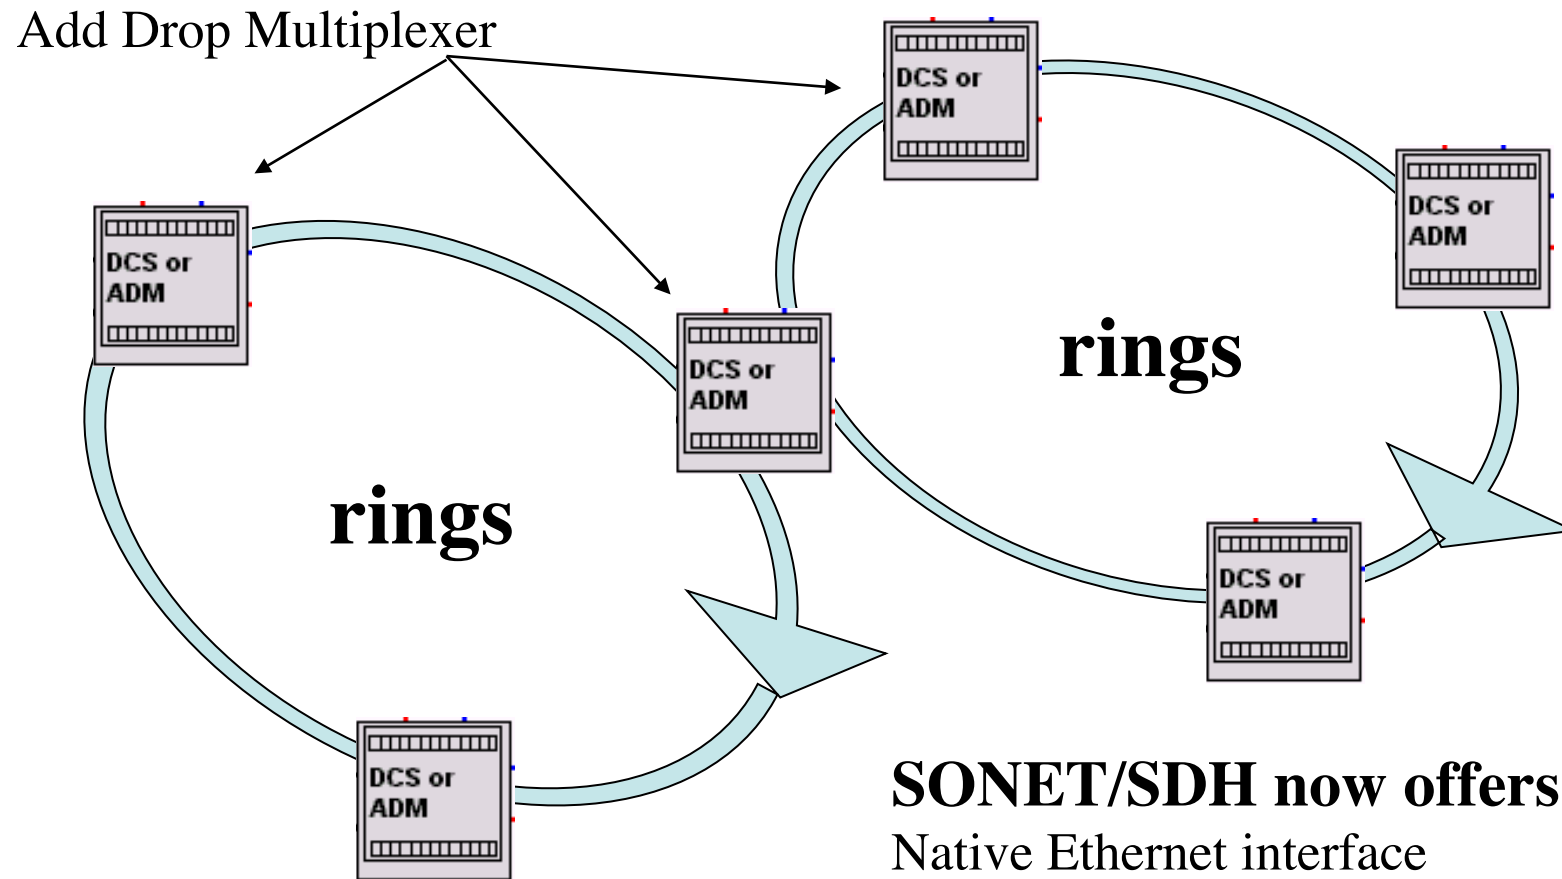 Add Drop Multiplexer
DCS or
ADM
DCS or
ADM
DCS or
ADM
DCS or
ADM
rings
rings
DCS or
ADM
DCS or
ADM
SONET/SDH now offers
Native Ethernet interface